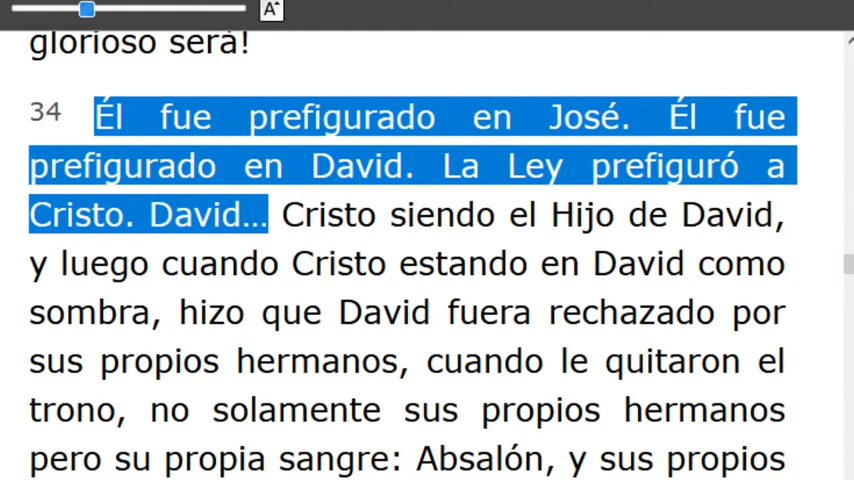 A
glorioso será!
34 Él fue prefigurado en José. Él fue
prefigurado en David. La Ley prefiguró a
Cristo. David... Cristo siendo el Hijo de David,
y luego cuando Cristo estando en David como
sombra, hizo que David fuera rechazado por
sus propios hermanos, cuando le quitaron el
trono, no solamente sus propios hermanos
pero su propia sangre: Absalón, y sus propios